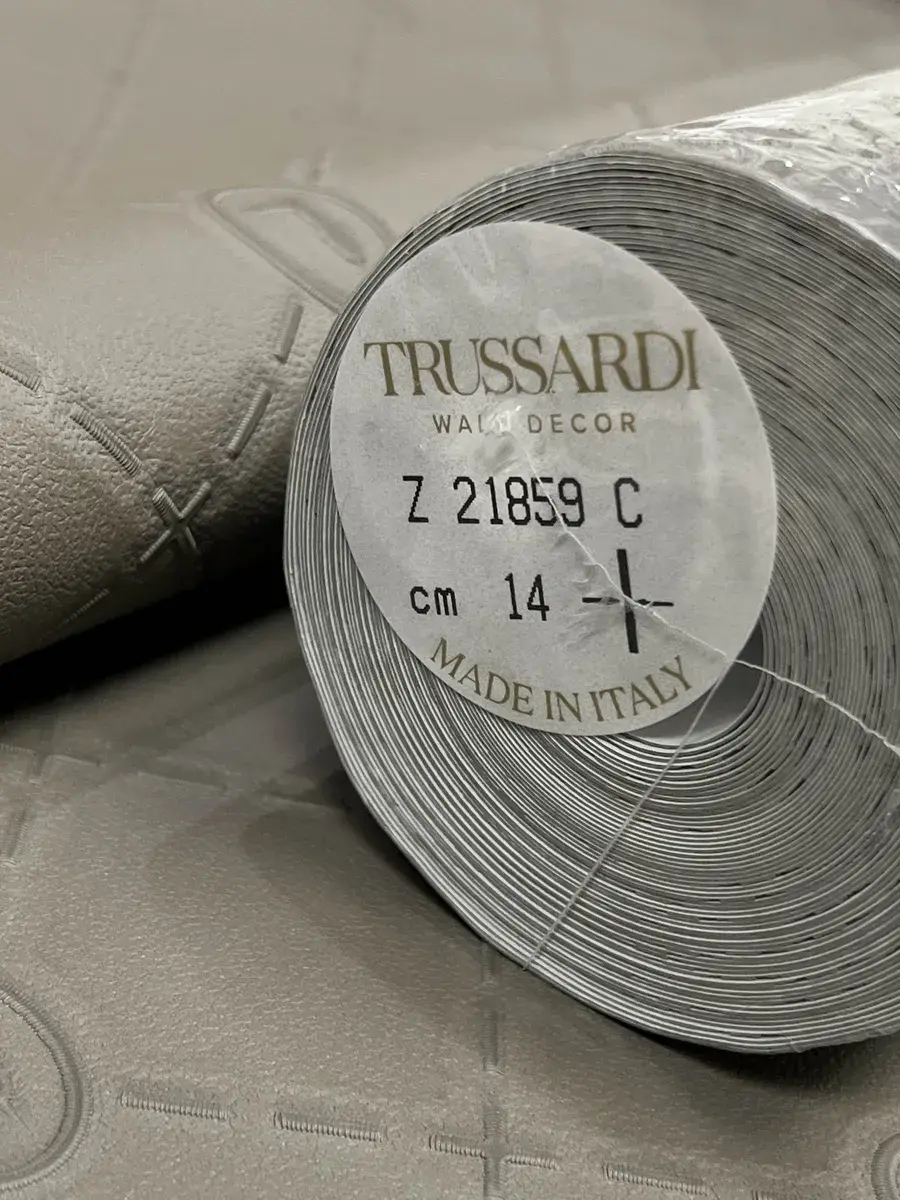 TRUSSARDI
WALL DECOR
Z 21859 C
cm 14
MADE IN ITALY